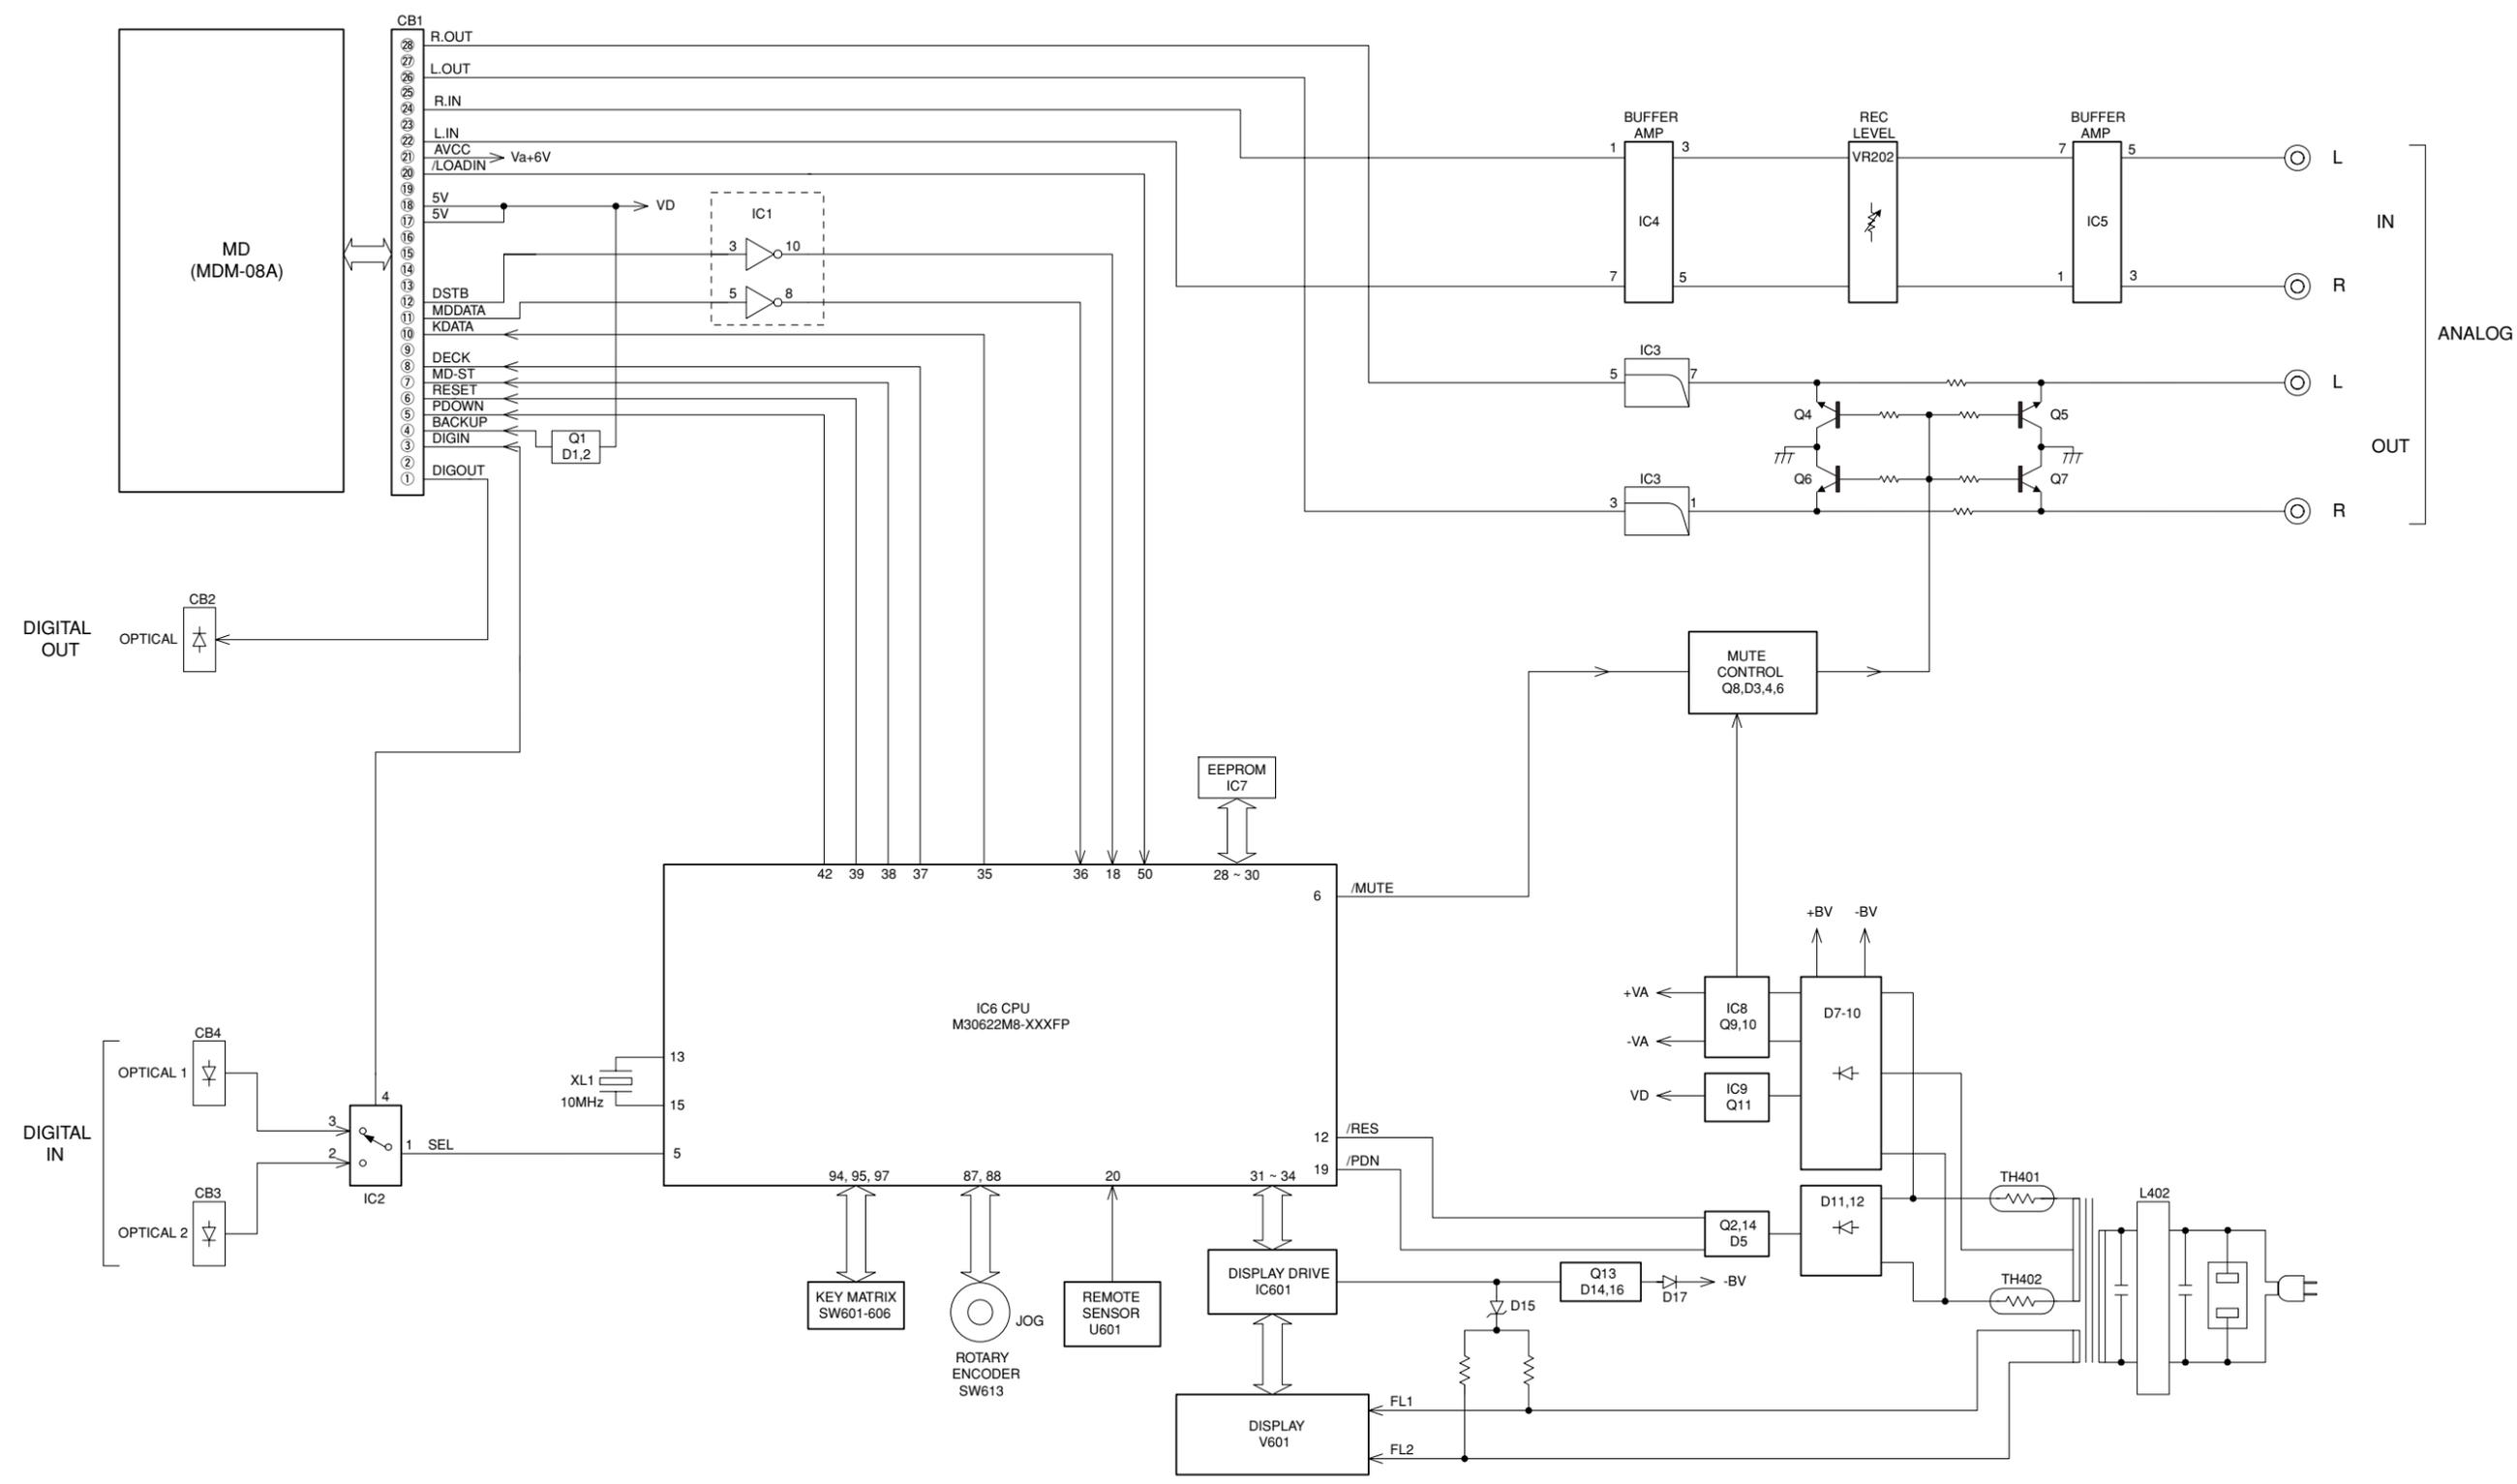 CB1
MD
(MDM-08A)
28 R.OUT
27
26 L.OUT
25
24 R.IN
23
22 L.IN
21 AVCC Va+6V
20 /LOADIN
19
18 5V VD
17 5V
16
15
14
13
12 DSTB
11 MDDATA
10 KDATA
9
8 DECK
7 MD-ST
6 RESET
5 PDOWN
4 BACKUP
3 DIGIN
2
1 DIGOUT
IC1
3 10
5 8
Q1
D1,2
BUFFER
AMP
REC
LEVEL
BUFFER
AMP
1 3 VR202 7 5 L
IC4 IC5 IN
7 5 1 3 R
ANALOG
IC3
5 7 L
Q4 Q5
OUT
IC3
Q6 Q7
3 1 R
CB2
DIGITAL
OUT
OPTICAL
MUTE
CONTROL
Q8,D3,4,6
EEPROM
IC7
42 39 38 37 35 36 18 50 28 ~ 30
6 /MUTE
+BV -BV
IC6 CPU
M30622M8-XXXFP
+VA
-VA
IC8
Q9,10
D7-10
VD
IC9
Q11
CB4
OPTICAL 1
DIGITAL
IN
CB3
OPTICAL 2
4
3
2
1 SEL
IC2
XL1
10MHz
13
15
5
12 /RES
19 /PDN
94, 95, 97 87, 88 20 31 ~ 34
TH401
D11,12
L402
Q2,14
D5
TH402
KEY MATRIX
SW601-606
JOG
ROTARY
ENCODER
SW613
REMOTE
SENSOR
U601
DISPLAY DRIVE
IC601
Q13
D14,16
D17
-BV
D15
DISPLAY
V601
FL1
FL2